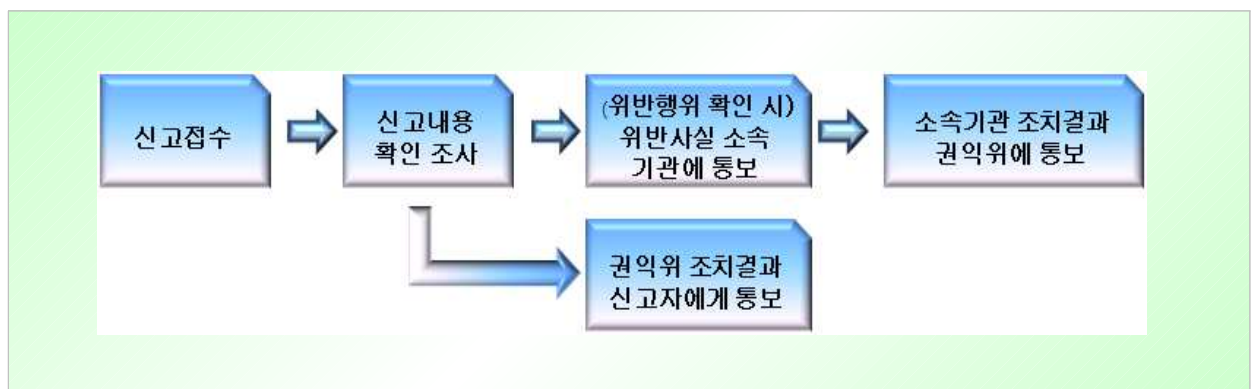 신고접수
신고내용
확인 조사
(위반행위 확인 시)
위반사실 소속
기관에 통보
소속기관 조치결과
권익위에 통보
권익위 조치결과
신고자에게 통보